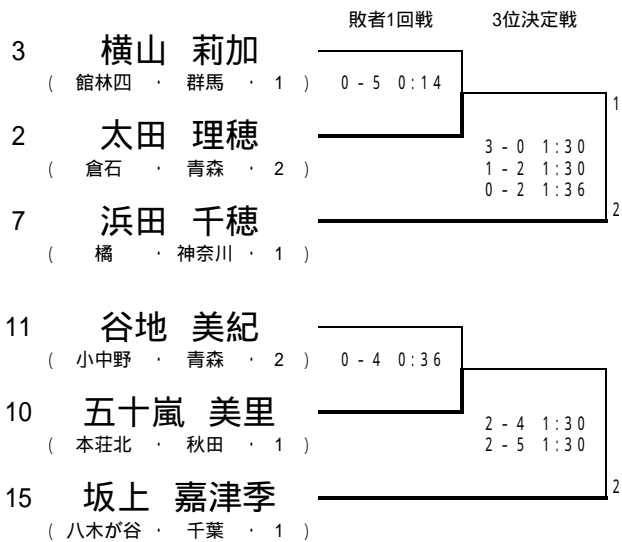 敗者1回戦 3位決定戦
3 横山 莉加
( 館林四 ・ 群馬 ・ 1 ) 0 - 5 0:14
1
2 太田 理穂
( 倉石 ・ 青森 ・ 2 )
3 - 0 1:30
1 - 2 1:30
0 - 2 1:36
2
7 浜田 千穂
( 橘 ・ 神奈川 ・ 1 )
11 谷地 美紀
( 小中野 ・ 青森 ・ 2 ) 0 - 4 0:36
10 五十嵐 美里
( 本荘北 ・ 秋田 ・ 1 )
2 - 4 1:30
2 - 5 1:30
2
15 坂上 嘉津季
( 八木が谷 ・ 千葉 ・ 1 )